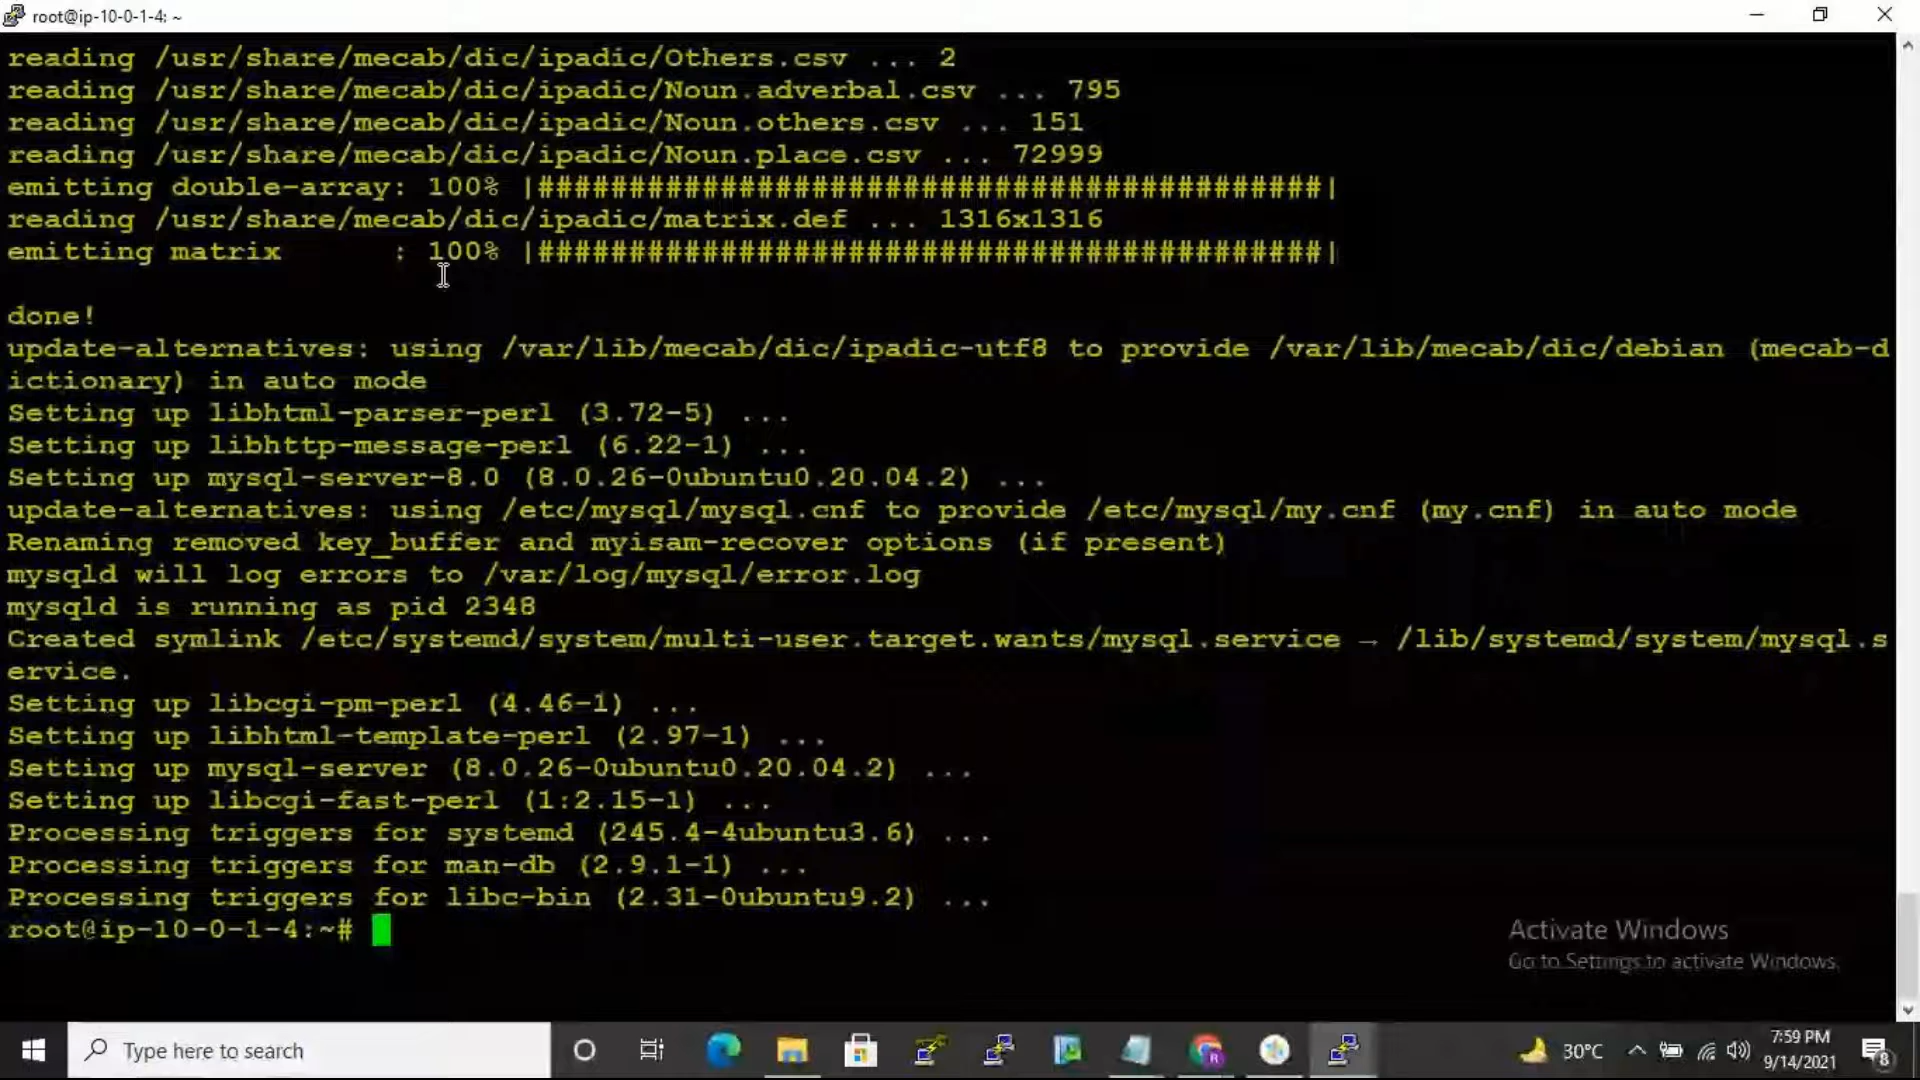 root@ip-10-0-1-4: ~
reading /usr/share/mecab/dic/ipadic/Others.csv ... 2
reading /usr/share/mecab/dic/ipadic/Noun.adverbal.csv ... 795
reading /usr/share/mecab/dic/ipadic/Noun.others.csv ... 151
reading /usr/share/mecab/dic/ipadic/Noun.place.csv ... 72999
emitting double-array: 100% |###########################################|
reading /usr/share/mecab/dic/ipadic/matrix.def ... 1316x1316
emitting matrix      : 100% |###########################################|
done!
update-alternatives: using /var/lib/mecab/dic/ipadic-utf8 to provide /var/lib/mecab/dic/debian (mecab-d
ictionary) in auto mode
Setting up libhtml-parser-perl (3.72-5) ...
Setting up libhttp-message-perl (6.22-1) ...
Setting up mysql-server-8.0 (8.0.26-0ubuntu0.20.04.2) ...
update-alternatives: using /etc/mysql/mysql.cnf to provide /etc/mysql/my.cnf (my.cnf) in auto mode
Renaming removed key_buffer and myisam-recover options (if present)
mysqld will log errors to /var/log/mysql/error.log
mysqld is running as pid 2348
Created symlink /etc/systemd/system/multi-user.target.wants/mysql.service → /lib/systemd/system/mysql.s
ervice.
Setting up libcgi-pm-perl (4.46-1) ...
Setting up libhtml-template-perl (2.97-1) ...
Setting up mysql-server (8.0.26-0ubuntu0.20.04.2) ...
Setting up libcgi-fast-perl (1:2.15-1) ...
Processing triggers for systemd (245.4-4ubuntu3.6) ...
Processing triggers for man-db (2.9.1-1) ...
Processing triggers for libc-bin (2.31-0ubuntu9.2) ...
root@ip-10-0-1-4:~#
Activate Windows
Go to Settings to activate Windows.
Type here to search
30°C
7:59 PM
9/14/2021
8